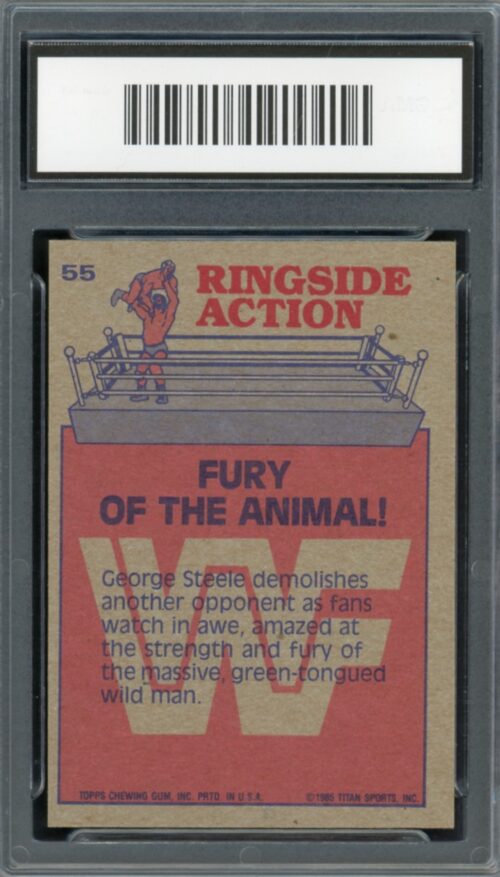 55
RINGSIDE
ACTION
FURY
OF THE ANIMAL!
WF
George Steele demolishes
another opponent as fans
watch in awe, amazed at
the strength and fury of
the massive, green-tongued
wild man.
TOPPS CHEWING GUM, INC. PRTD. IN U.S.A. ©1985 TITAN SPORTS, INC.